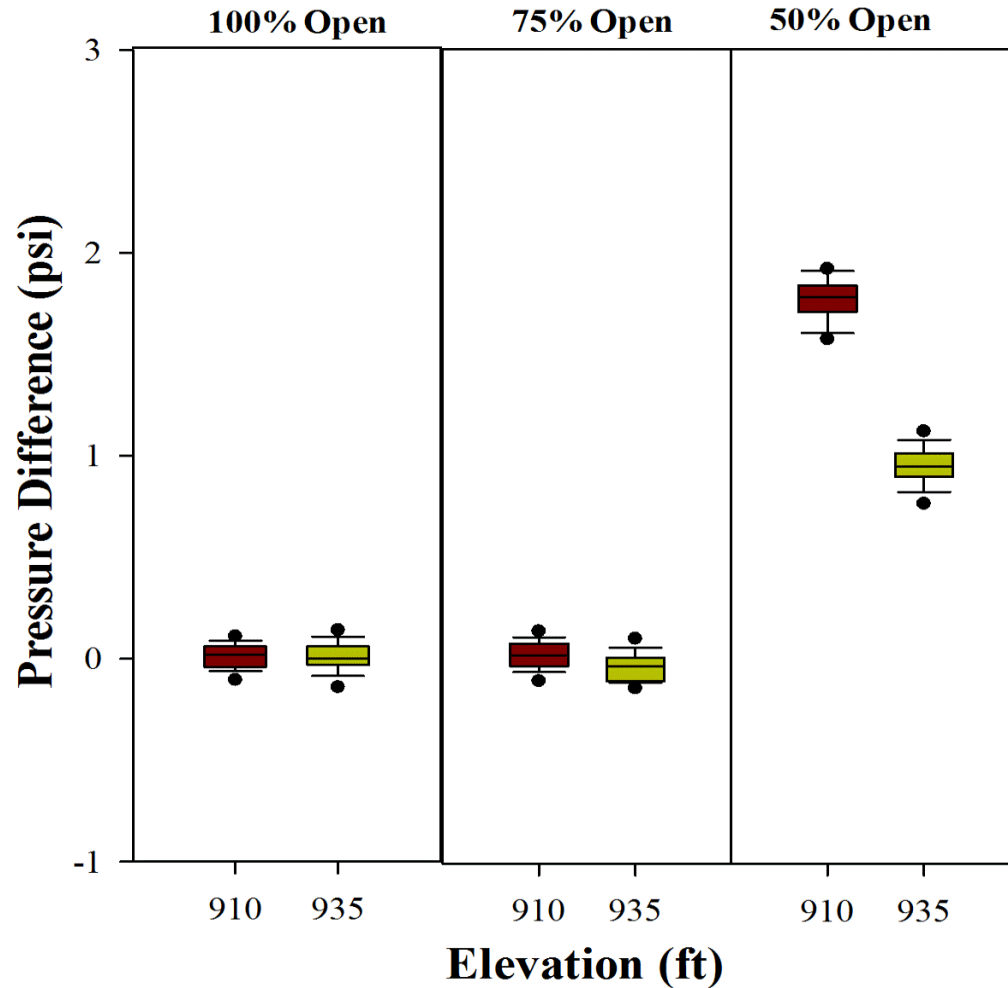 100% Open 75% Open 50% Open
3
2
1
0
-1
Pressure Difference (psi)
910 935 910 935 910 935
Elevation (ft)